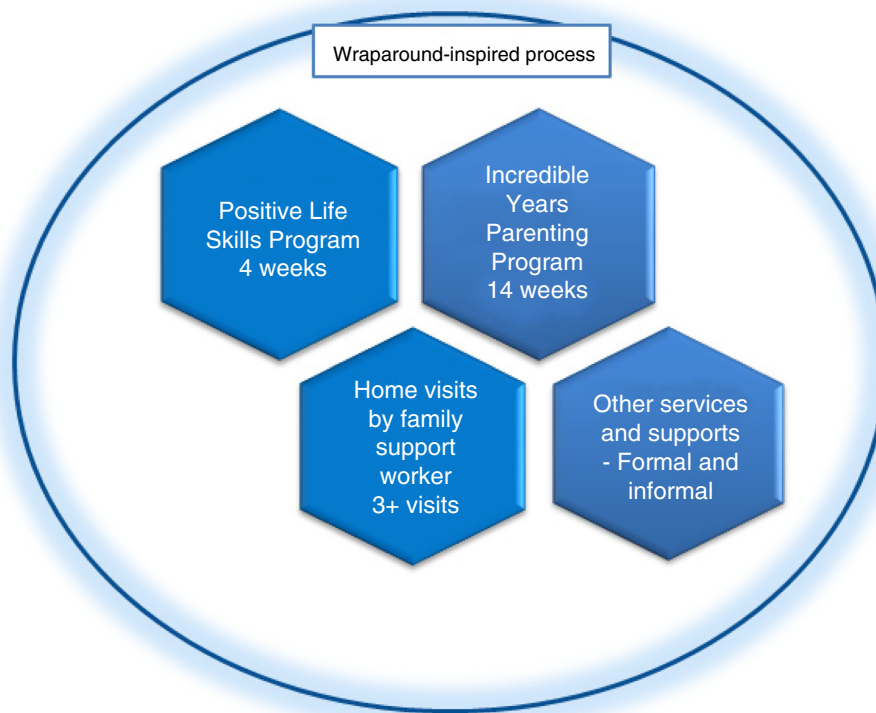 Wraparound-inspired process
Positive Life
Skills Program
4 weeks
Incredible
Years
Parenting
Program
14 weeks
Home visits
by family
support
worker
3+ visits
Other services
and supports
- Formal and
informal